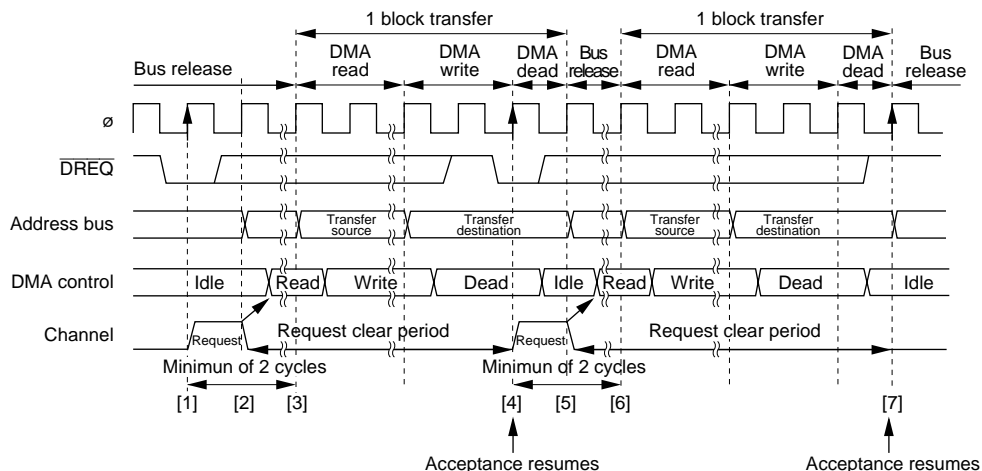 1 block transfer 1 block transfer
Bus release DMA read DMA write DMA dead Bus release DMA read DMA write DMA dead Bus release
ø
DREQ
Address bus Transfer source Transfer destination Transfer source Transfer destination
DMA control Idle Read Write Dead Idle Read Write Dead Idle
Channel Request Request clear period Request Request clear period
Minimun of 2 cycles Minimun of 2 cycles
[1] [2] [3] [4] [5] [6] [7]
Acceptance resumes Acceptance resumes